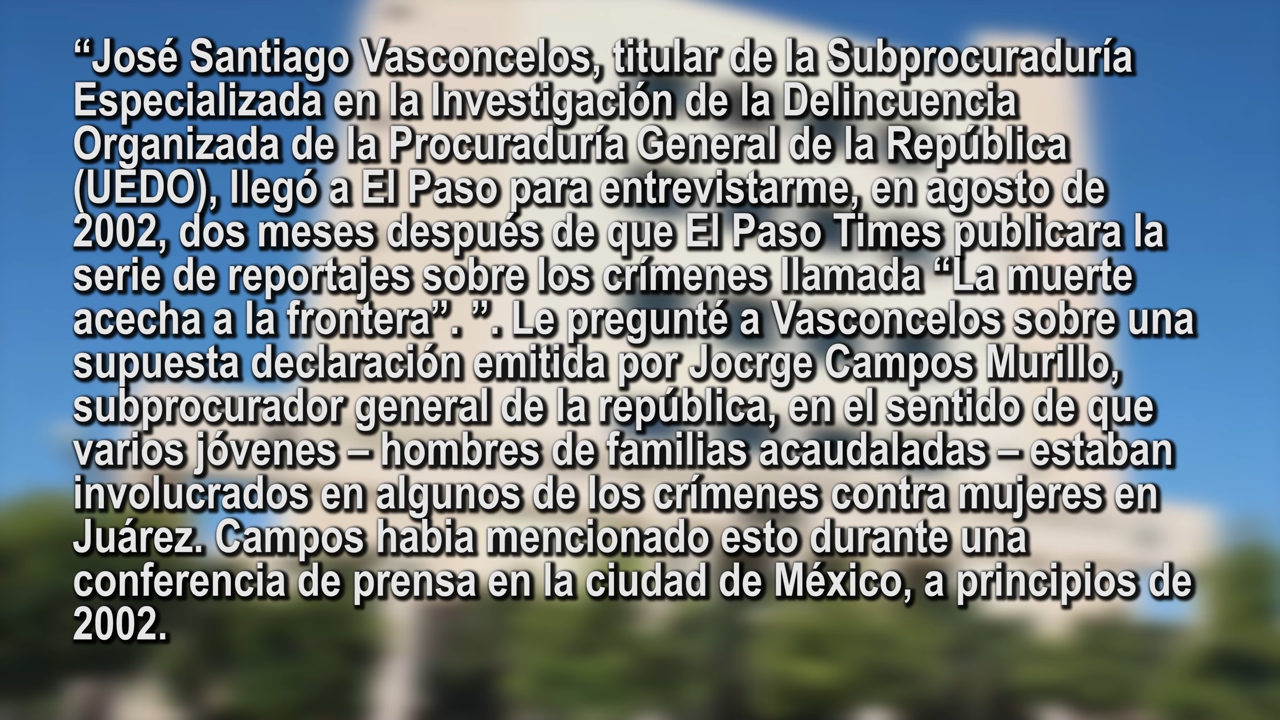 “José Santiago Vasconcelos, titular de la Subprocuraduría
Especializada en la Investigación de la Delincuencia
Organizada de la Procuraduría General de la República
(UEDO), llegó a El Paso para entrevistarme, en agosto de
2002, dos meses después de que El Paso Times publicara la
serie de reportajes sobre los crímenes llamada “La muerte
acecha a la frontera”. ”. Le pregunté a Vasconcelos sobre una
supuesta declaración emitida por Jocrge Campos Murillo,
subprocurador general de la república, en el sentido de que
varios jóvenes – hombres de familias acaudaladas – estaban
involucrados en algunos de los crímenes contra mujeres en
Juárez. Campos habia mencionado esto durante una
conferencia de prensa en la ciudad de México, a principios de
2002.